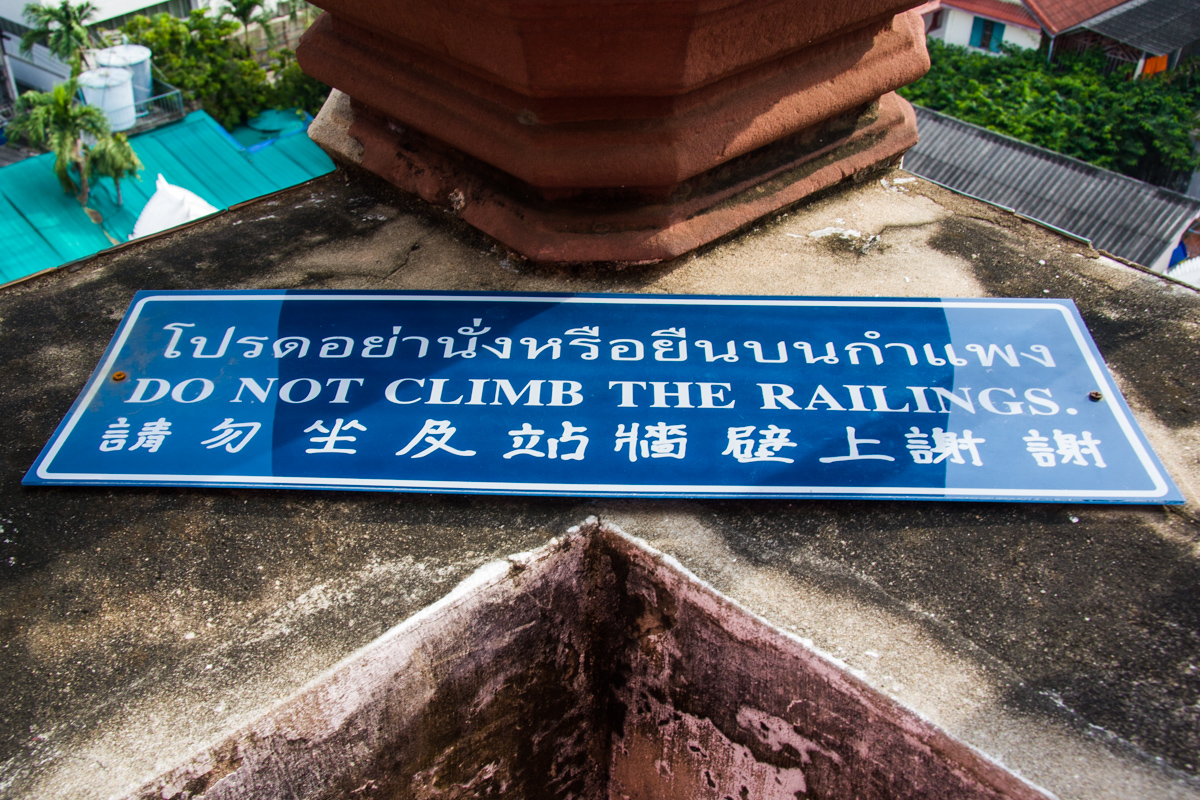 โปรดอย่านั่งหรือยืนบนกำแพง
DO NOT CLIMB THE RAILINGS.
請勿坐及站牆壁上謝謝